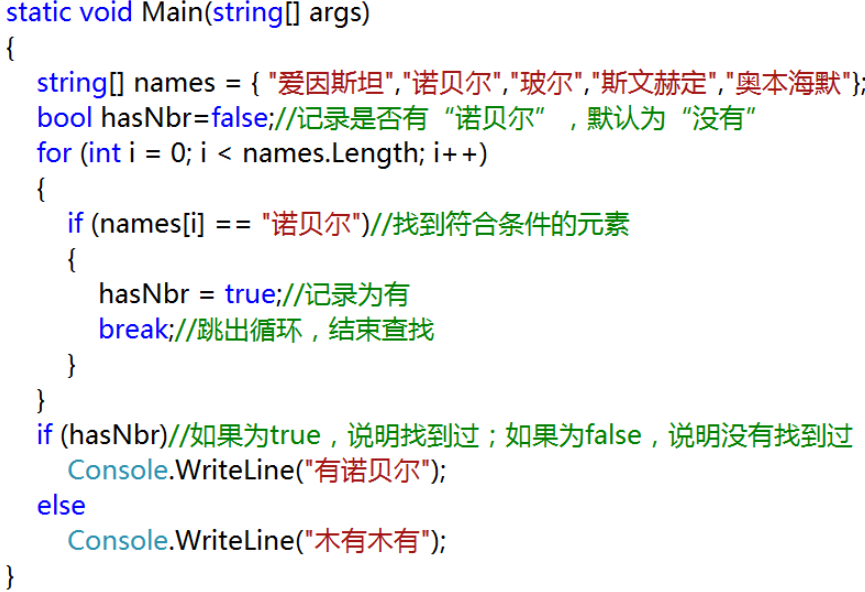 static void Main(string[] args)
{
string[] names = { "爱因斯坦","诺贝尔","玻尔","斯文赫定","奥本海默"};
bool hasNbr=false;//记录是否有“诺贝尔”，默认为“没有”
for (int i = 0; i < names.Length; i++)
{
if (names[i] == "诺贝尔")//找到符合条件的元素
{
hasNbr = true;//记录为有
break;//跳出循环，结束查找
}
}
if (hasNbr)//如果为true，说明找到过；如果为false，说明没有找到过
Console.WriteLine("有诺贝尔");
else
Console.WriteLine("木有木有");
}